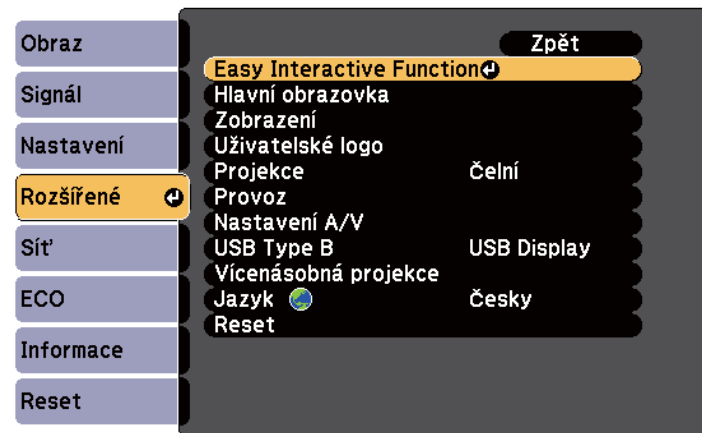 Obraz
Signál
Nastavení
Rozšířené
Síť
ECO
Informace
Reset
Zpět
Easy Interactive Function
Hlavní obrazovka
Zobrazení
Uživatelské logo
Projekce Čelní
Provoz
Nastavení A/V
USB Type B USB Display
Vícenásobná projekce
Jazyk Česky
Reset